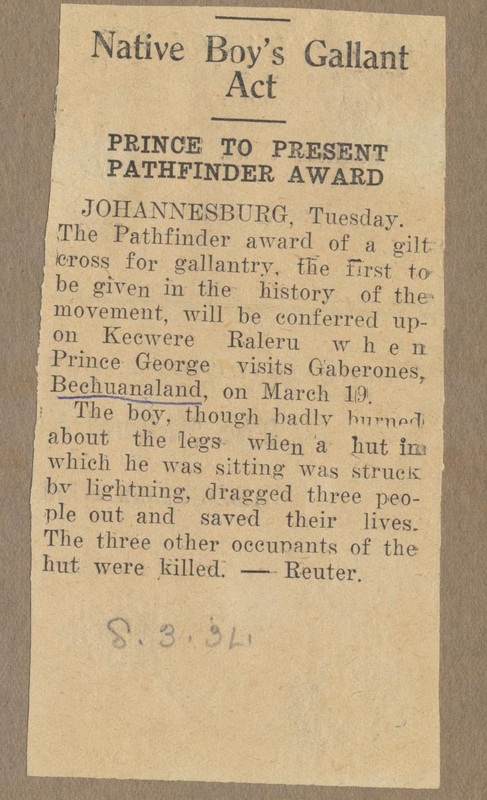 Native Boy's Gallant
Act
PRINCE TO PRESENT
PATHFINDER AWARD
JOHANNESBURG, Tuesday.
The Pathfinder award of a gilt
cross for gallantry, the first to
be given in the history of the
movement, will be conferred up-
on Kecwere Raleru when
Prince George visits Gaberones,
Bechuanaland, on March 19.
The boy, though badly burned
about the legs when a hut in
which he was sitting was struck
by lightning, dragged three peo-
ple out and saved their lives.
The three other occupants of the
hut were killed. — Reuter.
8.3.34.